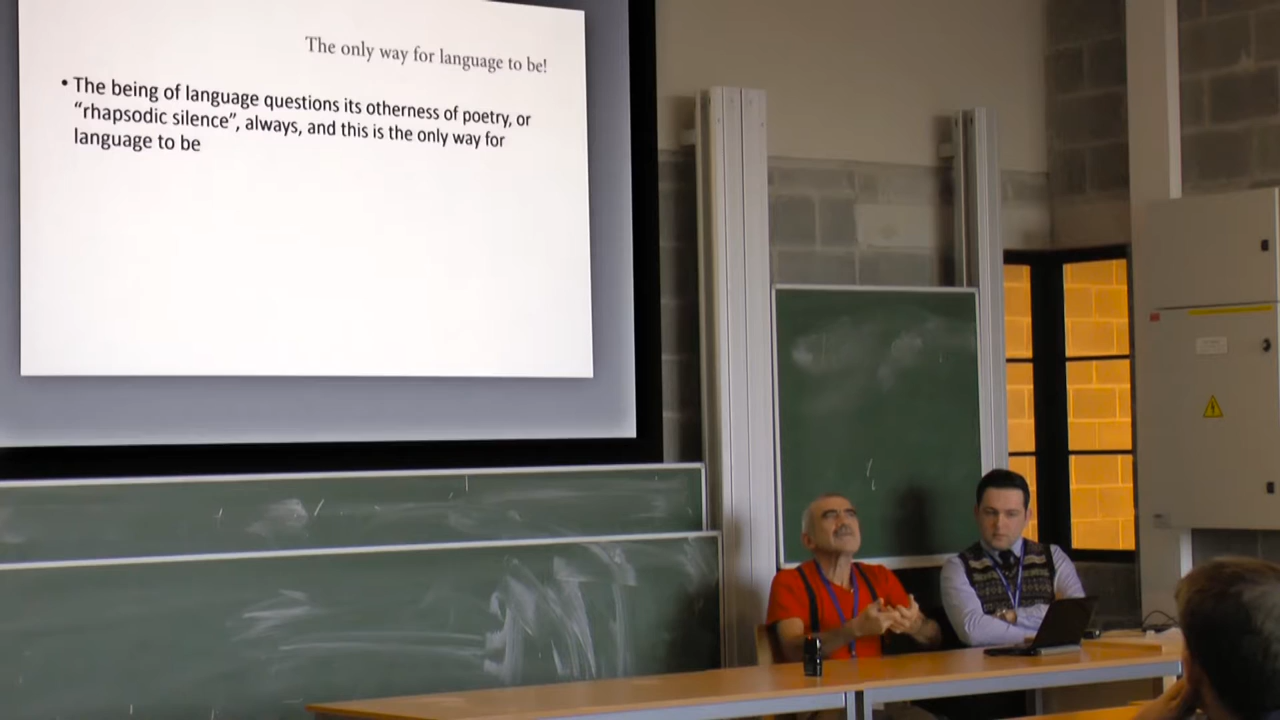 The only way for language to be!
• The being of language questions its otherness of poetry, or
“rhapsodic silence”, always, and this is the only way for
language to be